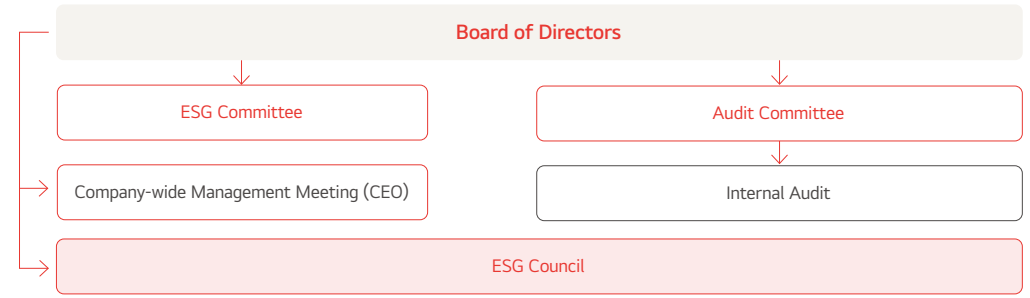 Board of Directors
ESG Committee
Audit Committee
Company-wide Management Meeting (CEO)
Internal Audit
ESG Council